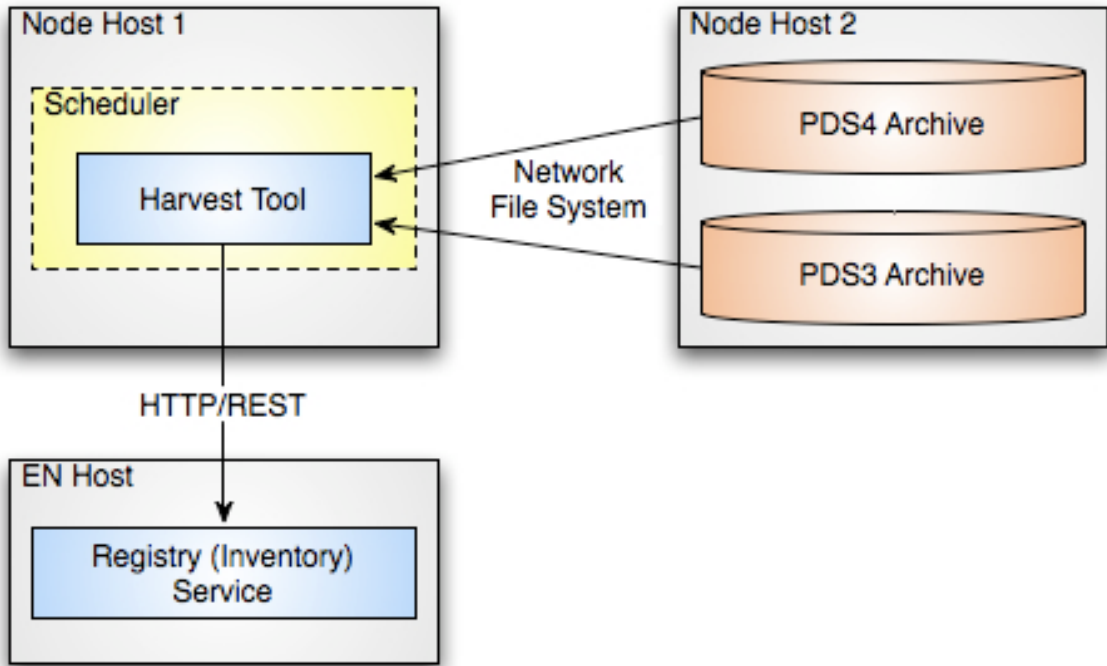 Node Host 1
Scheduler
Harvest Tool
Network
File System
Node Host 2
PDS4 Archive
PDS3 Archive
HTTP/REST
EN Host
Registry (Inventory)
Service